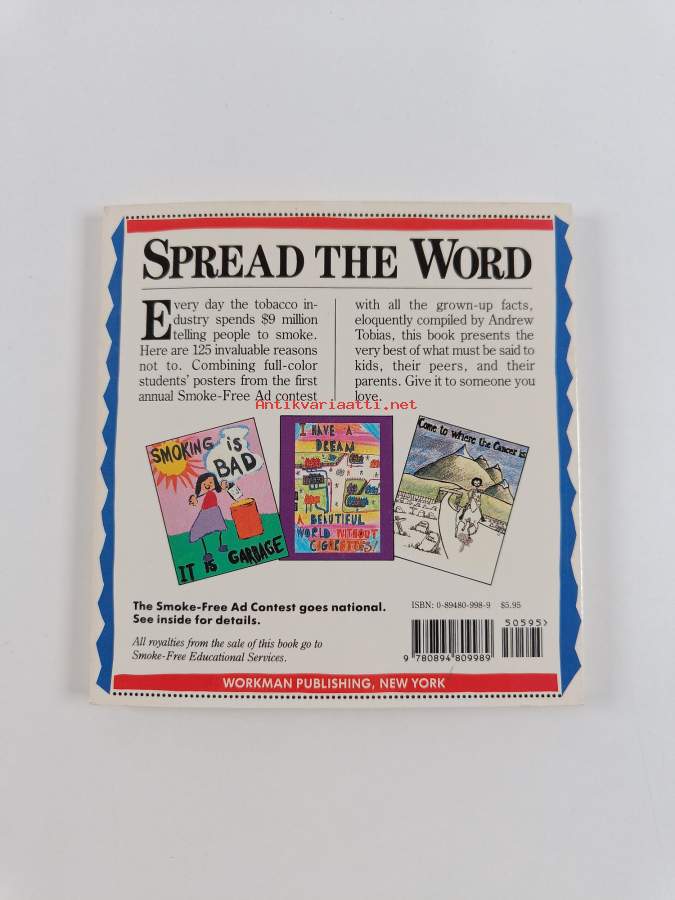 SPREAD THE WORD
Every day the tobacco in-
dustry spends $9 million
telling people to smoke.
Here are 125 invaluable reasons
not to. Combining full-color
students' posters from the first
annual Smoke-Free Ad contest
with all the grown-up facts,
eloquently compiled by Andrew
Tobias, this book presents the
very best of what must be said to
kids, their peers, and their
parents. Give it to someone you
love.
Antikvariaatti.net
SMOKING is
BAD
IT is GARBAGE
I HAVE A
DREAM
A BEAUTIFUL
WORLD WITHOUT
CIGARETTES!
Come to where the Cancer is.
The Smoke-Free Ad Contest goes national.
See inside for details.
All royalties from the sale of this book go to
Smoke-Free Educational Services.
ISBN: 0-89480-998-9 $5.95
50595>
9 780894 809989
WORKMAN PUBLISHING, NEW YORK